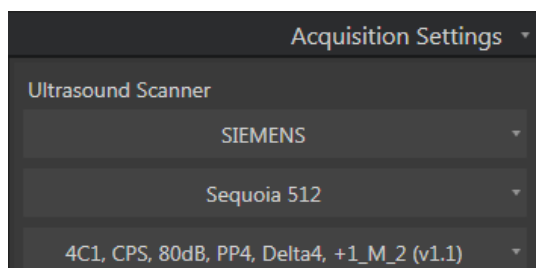 Acquisition Settings
Ultrasound Scanner
SIEMENS
Sequoia 512
4C1, CPS, 80dB, PP4, Delta4, +1_M_2 (v1.1)